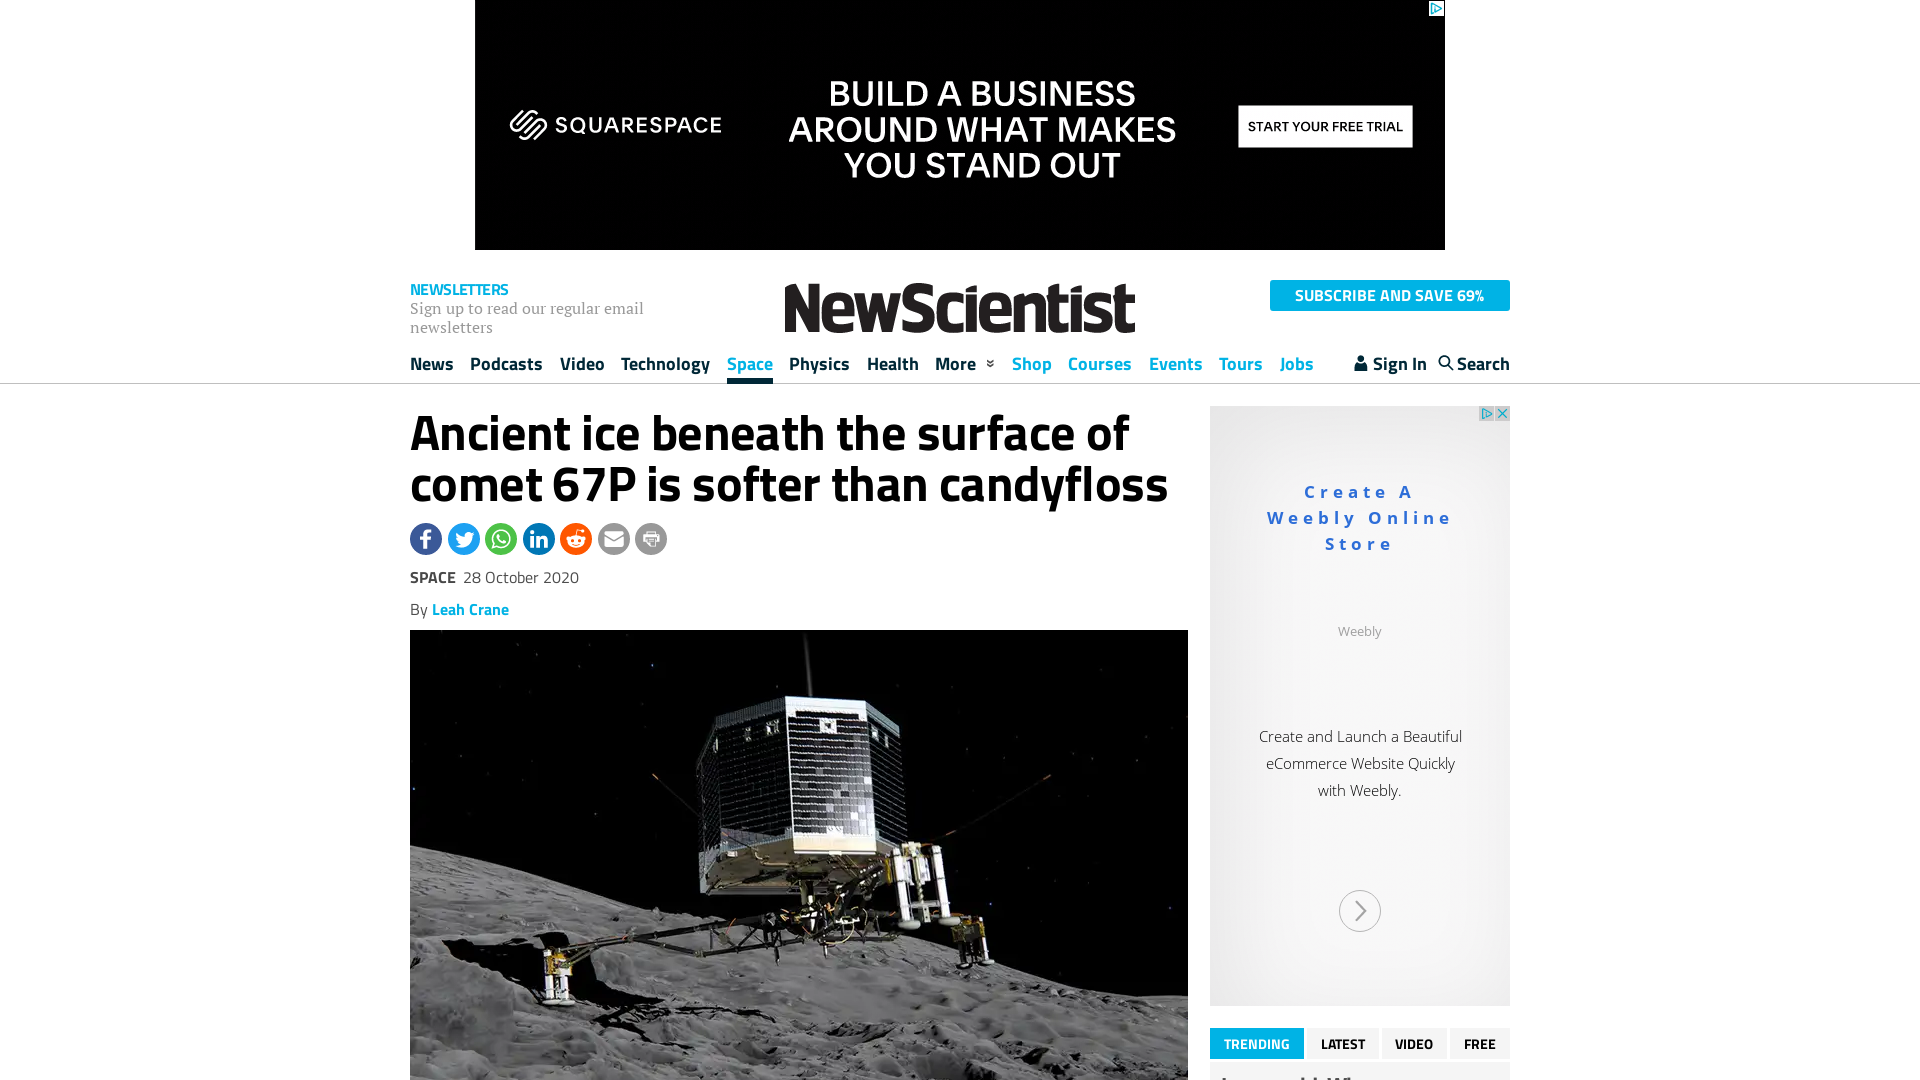 SQUARESPACE
BUILD A BUSINESS
AROUND WHAT MAKES
YOU STAND OUT
START YOUR FREE TRIAL
NEWSLETTERS
Sign up to read our regular email
newsletters
NewScientist
SUBSCRIBE AND SAVE 69%
News Podcasts Video Technology Space Physics Health More Shop Courses Events Tours Jobs Sign In Search
Ancient ice beneath the surface of
comet 67P is softer than candyfloss
SPACE 28 October 2020
By Leah Crane
Create A
Weebly Online
Store
Weebly
Create and Launch a Beautiful
eCommerce Website Quickly
with Weebly.
TRENDING LATEST VIDEO FREE